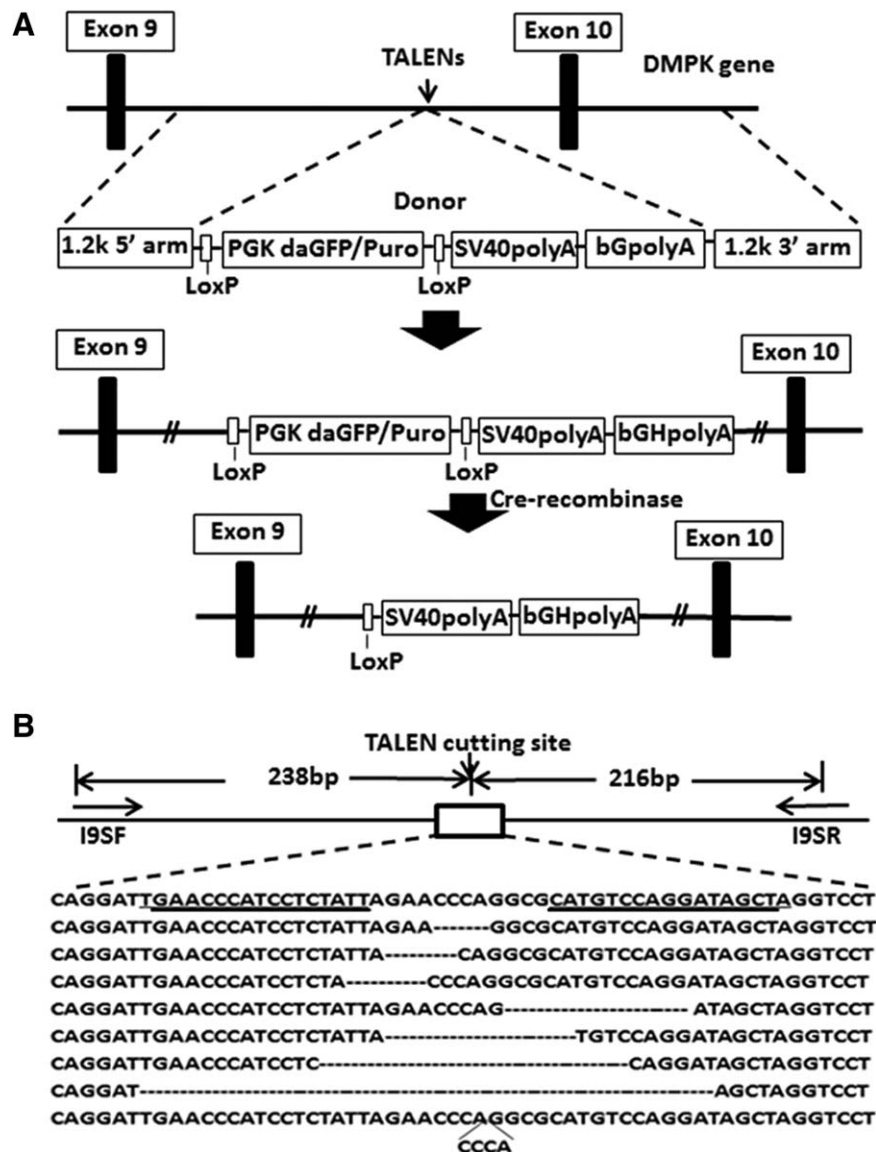 A
Exon 9
Exon 10
TALENs
DMPK gene
Donor
1.2k 5' arm
PGK daGFP/Puro
SV40polyA
bGpolyA
1.2k 3' arm
LoxP
LoxP
Exon 9
Exon 10
PGK daGFP/Puro
SV40polyA
bGHpolyA
LoxP
LoxP
Cre-recombinase
Exon 9
Exon 10
SV40polyA
bGHpolyA
LoxP
B
TALEN cutting site
238bp
216bp
I9SF
I9SR
CAGGATTGAACCCATCCTCTATTAGAACCCAGGCGCATGTCCAGGATAGCTAGGTCCT
CAGGATTGAACCCATCCTCTATTAGAA------GGCGCATGTCCAGGATAGCTAGGTCCT
CAGGATTGAACCCATCCTCTATTA--------CAGGCGCATGTCCAGGATAGCTAGGTCCT
CAGGATTGAACCCATCCTCTA---------CCCAGGCGCATGTCCAGGATAGCTAGGTCCT
CAGGATTGAACCCATCCTCTATTAGAACCCAG--------------------ATAGCTAGGTCCT
CAGGATTGAACCCATCCTCTATTA---------------------TGTCCAGGATAGCTAGGTCCT
CAGGATTGAACCCATCCTC----------------------------------CAGGATAGCTAGGTCCT
CAGGAT----------------------------------------------------------------AGCTAGGTCCT
CAGGATTGAACCCATCCTCTATTAGAACCCAGGCGCATGTCCAGGATAGCTAGGTCCT
CCCA